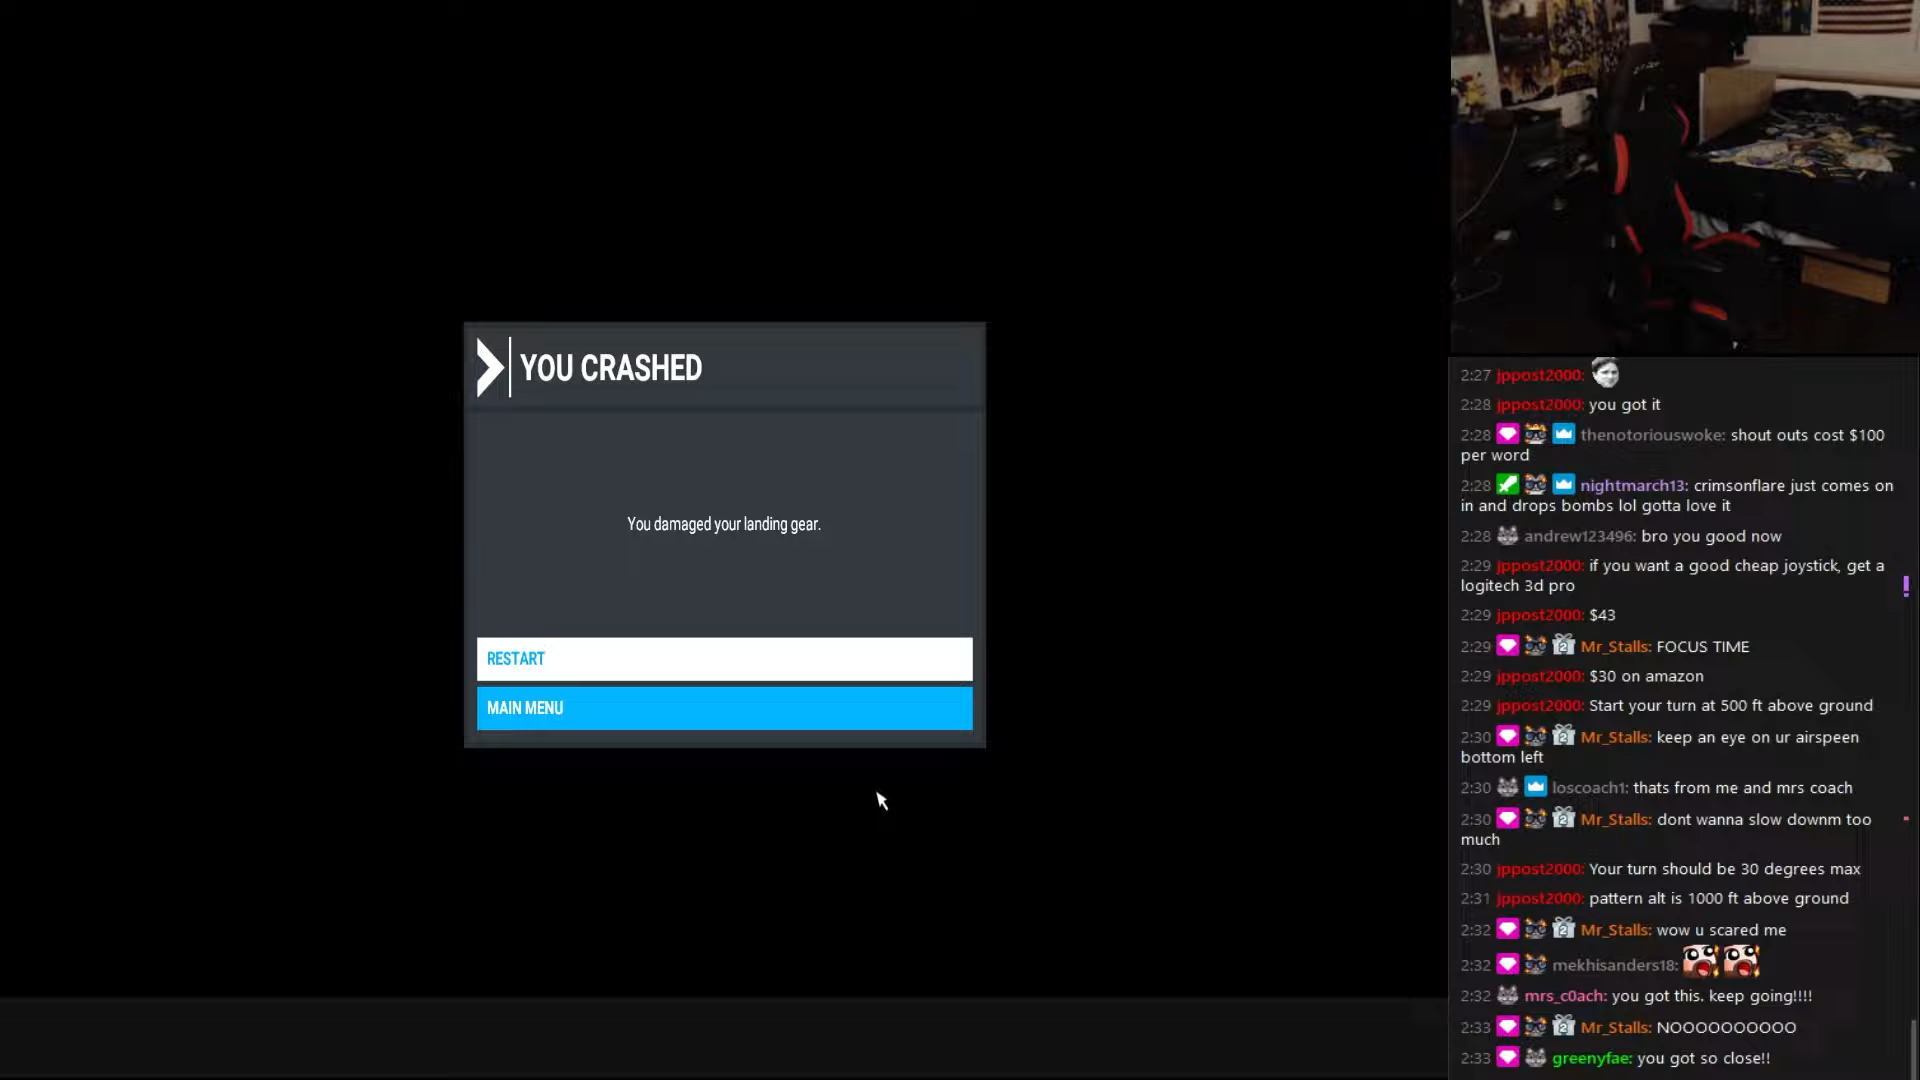 YOU CRASHED
You damaged your landing gear.
RESTART
MAIN MENU
2:27 jppost2000:
2:28 jppost2000: you got it
2:28 thenotoriouswoke: shout outs cost $100
per word
2:28 nightmarch13: crimsonflare just comes on
in and drops bombs lol gotta love it
2:28 andrew123496: bro you good now
2:29 jppost2000: if you want a good cheap joystick, get a
logitech 3d pro
2:29 jppost2000: $43
2:29 2 Mr_Stalls: FOCUS TIME
2:29 jppost2000: $30 on amazon
2:29 jppost2000: Start your turn at 500 ft above ground
2:30 2 Mr_Stalls: keep an eye on ur airspeen
bottom left
2:30 loscoach1: thats from me and mrs coach
2:30 2 Mr_Stalls: dont wanna slow downm too
much
2:30 jppost2000: Your turn should be 30 degrees max
2:31 jppost2000: pattern alt is 1000 ft above ground
2:32 2 Mr_Stalls: wow u scared me
2:32 mekhisanders18:
2:32 mrs_c0ach: you got this. keep going!!!!
2:33 2 Mr_Stalls: NOOOOOOOOOO
2:33 greenyfae: you got so close!!